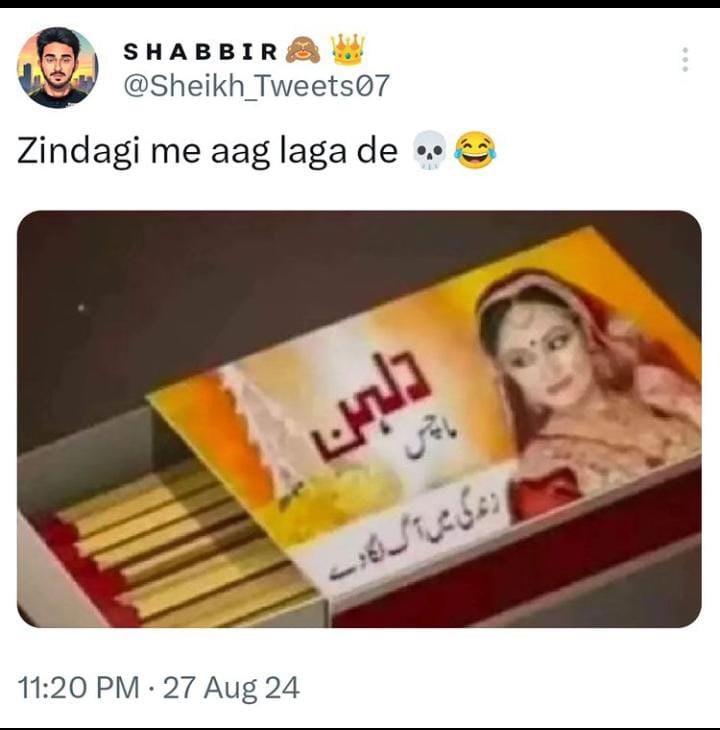 SHABBIR 🙈 👑
@Sheikh_Tweets07
Zindagi me aag laga de 💀😂
دلہن
ماچس
زندگی میں آگ لگا دے
11:20 PM · 27 Aug 24